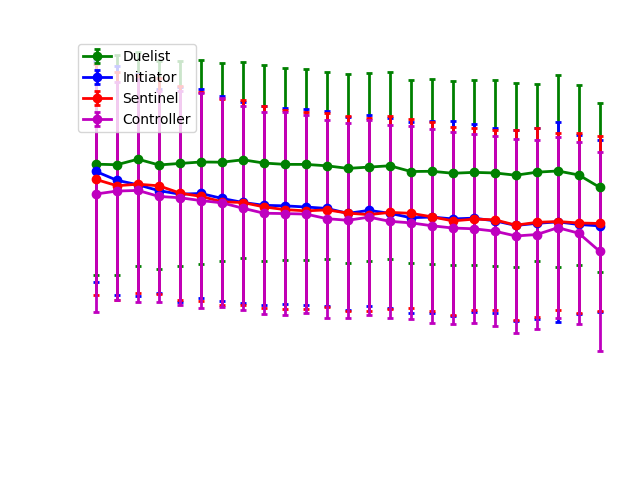 Duelist
Initiator
Sentinel
Controller